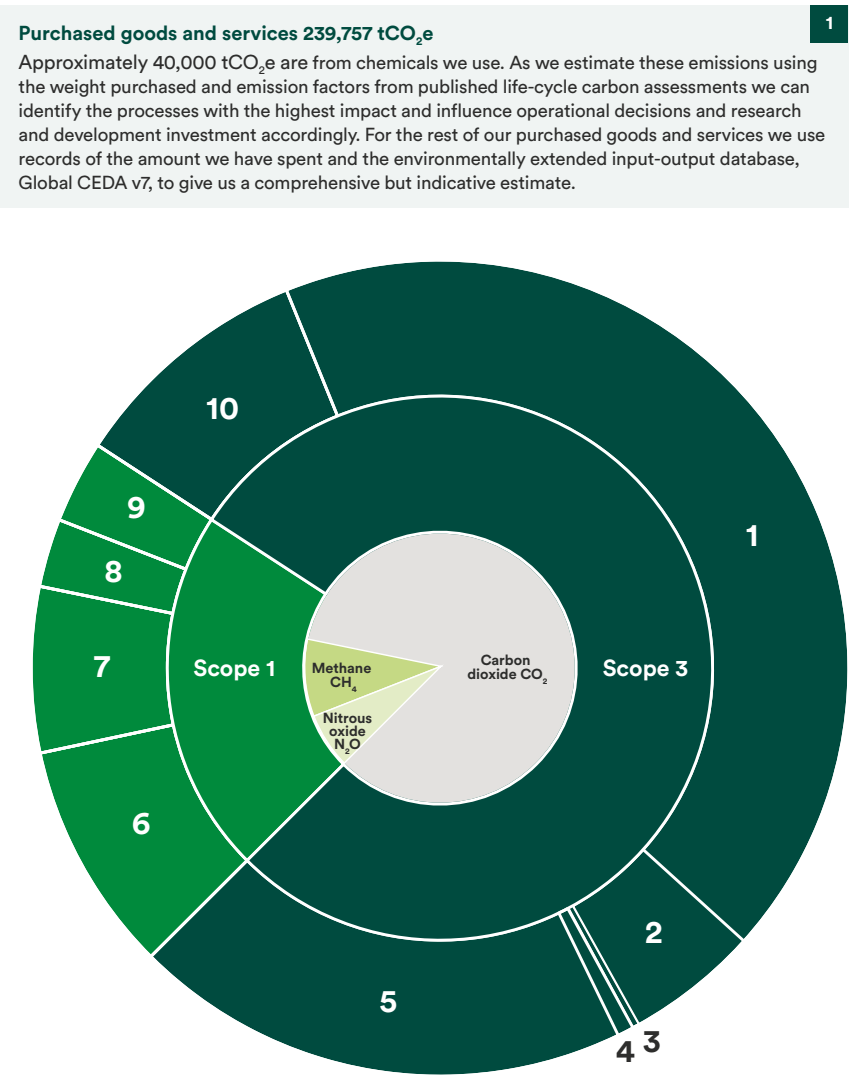 Purchased goods and services 239,757 tCO₂e
1
Approximately 40,000 tCO₂e are from chemicals we use. As we estimate these emissions using
the weight purchased and emission factors from published life-cycle carbon assessments we can
identify the processes with the highest impact and influence operational decisions and research
and development investment accordingly. For the rest of our purchased goods and services we use
records of the amount we have spent and the environmentally extended input-output database,
Global CEDA v7, to give us a comprehensive but indicative estimate.
10
9
1
8
7
Scope 1
Methane
CH₄
Carbon
dioxide CO₂
Scope 3
Nitrous
oxide
N₂O
6
2
5
4
3